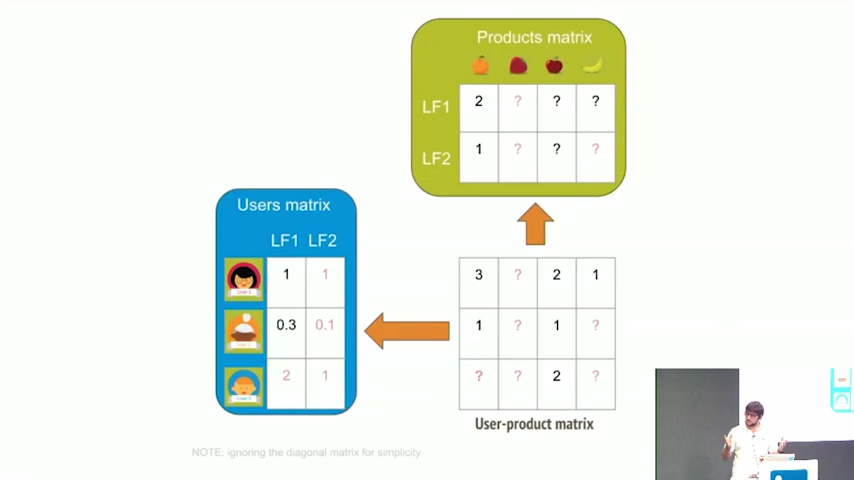 Products matrix
LF1 2 ? ? ?
LF2 1 ? ? ?
Users matrix
LF1 LF2
1 1
0.3 0.1
2 1
3 ? 2 1
1 ? 1 ?
? ? 2 ?
User-product matrix
NOTE. ignoring the diagonal matrix for simplicity